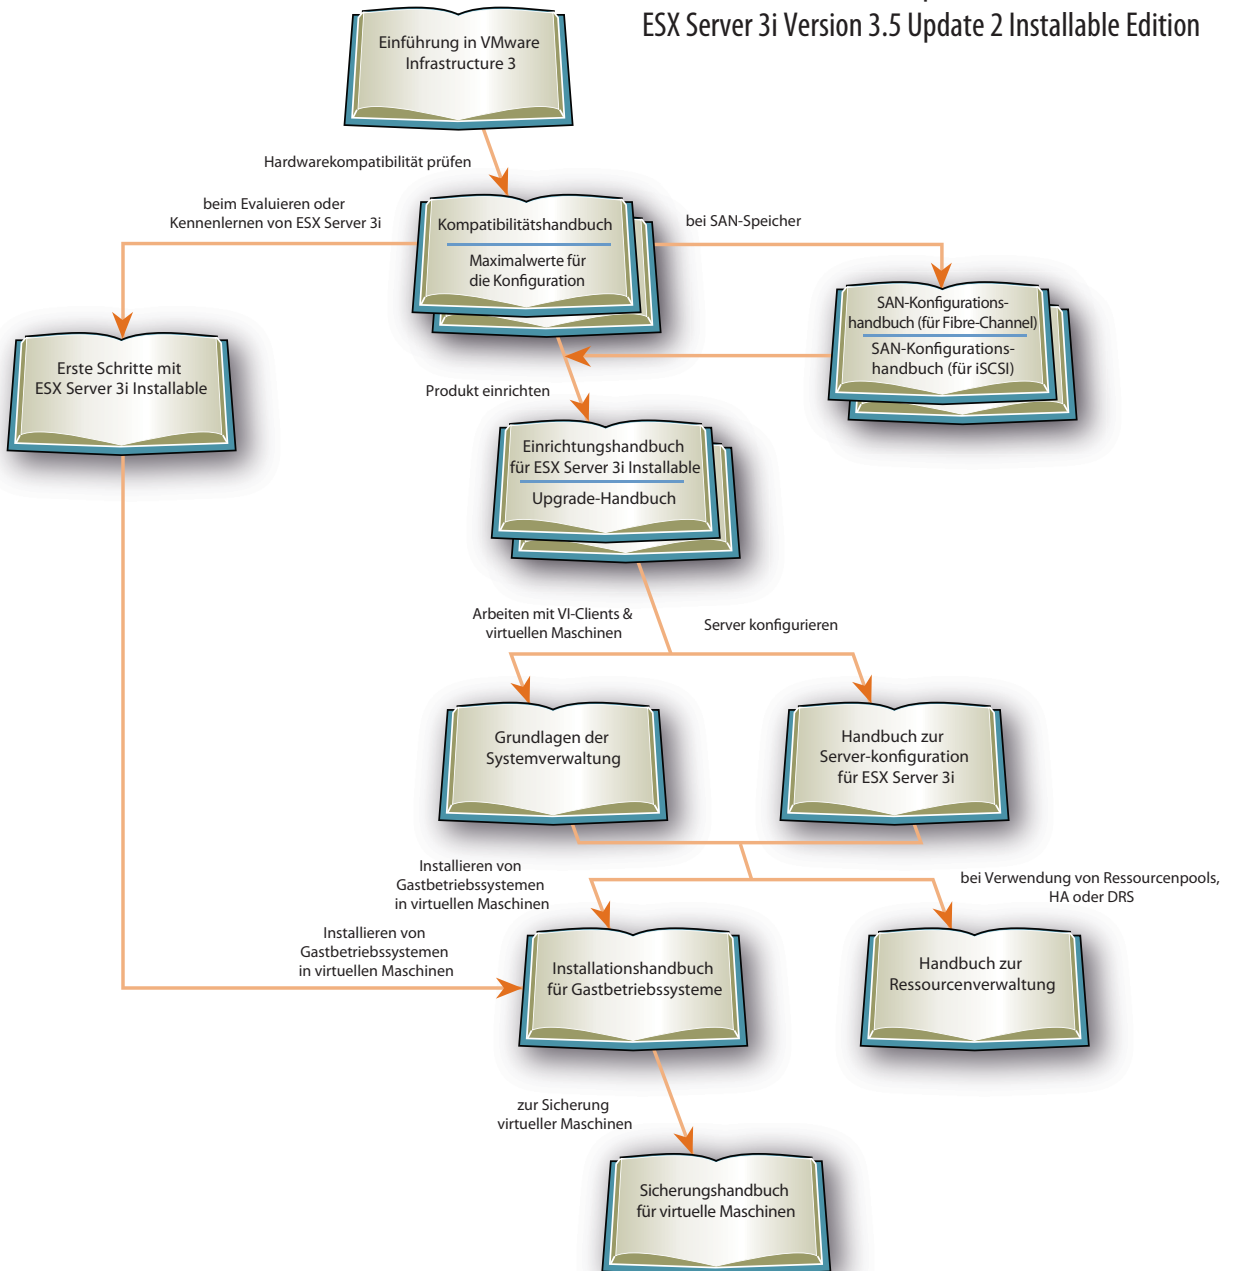 ESX Server 3i Version 3.5 Update 2 Installable Edition
Einführung in VMware
Infrastructure 3
Hardwarekompatibilität prüfen
beim Evaluieren oder
Kennenlernen von ESX Server 3i
Kompatibilitätshandbuch
Maximalwerte für
die Konfiguration
bei SAN-Speicher
SAN-Konfigurations-
handbuch (für Fibre-Channel)
SAN-Konfigurations-
handbuch (für iSCSI)
Erste Schritte mit
ESX Server 3i Installable
Produkt einrichten
Einrichtungshandbuch
für ESX Server 3i Installable
Upgrade-Handbuch
Arbeiten mit VI-Clients &
virtuellen Maschinen
Server konfigurieren
Grundlagen der
Systemverwaltung
Handbuch zur
Server-konfiguration
für ESX Server 3i
Installieren von
Gastbetriebssystemen
in virtuellen Maschinen
bei Verwendung von Ressourcenpools,
HA oder DRS
Installieren von
Gastbetriebssystemen
in virtuellen Maschinen
Installationshandbuch
für Gastbetriebssysteme
Handbuch zur
Ressourcenverwaltung
zur Sicherung
virtueller Maschinen
Sicherungshandbuch
für virtuelle Maschinen